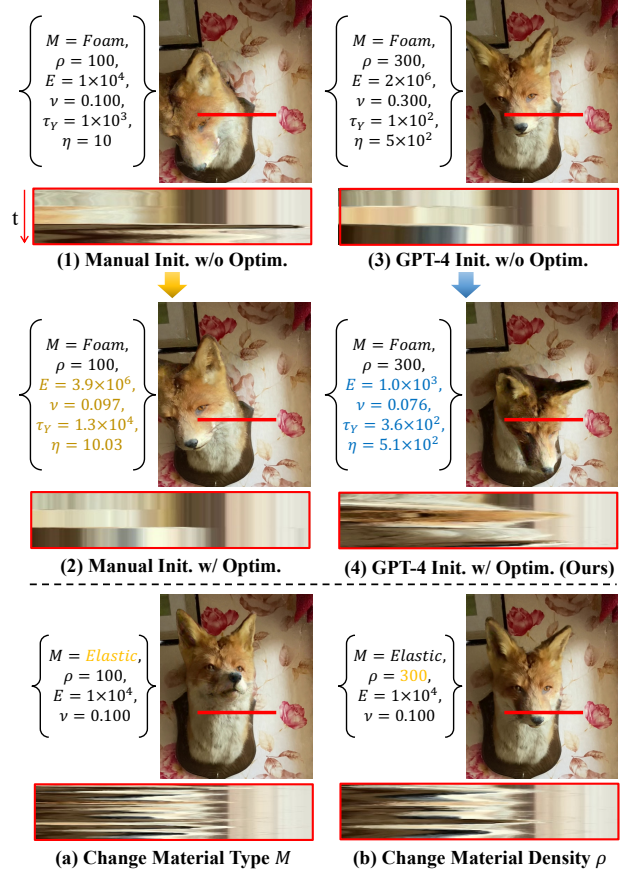 M = Foam,
ρ = 100,
E = 1×10⁴,
ν = 0.100,
τ_Y = 1×10³,
η = 10
t
(1) Manual Init. w/o Optim.
M = Foam,
ρ = 300,
E = 2×10⁶,
ν = 0.300,
τ_Y = 1×10²,
η = 5×10²
(3) GPT-4 Init. w/o Optim.
M = Foam,
ρ = 100,
E = 3.9×10⁶,
ν = 0.097,
τ_Y = 1.3×10⁴,
η = 10.03
(2) Manual Init. w/ Optim.
M = Foam,
ρ = 300,
E = 1.0×10³,
ν = 0.076,
τ_Y = 3.6×10²,
η = 5.1×10²
(4) GPT-4 Init. w/ Optim. (Ours)
M = Elastic,
ρ = 100,
E = 1×10⁴,
ν = 0.100
(a) Change Material Type M
M = Elastic,
ρ = 300,
E = 1×10⁴,
ν = 0.100
(b) Change Material Density ρ